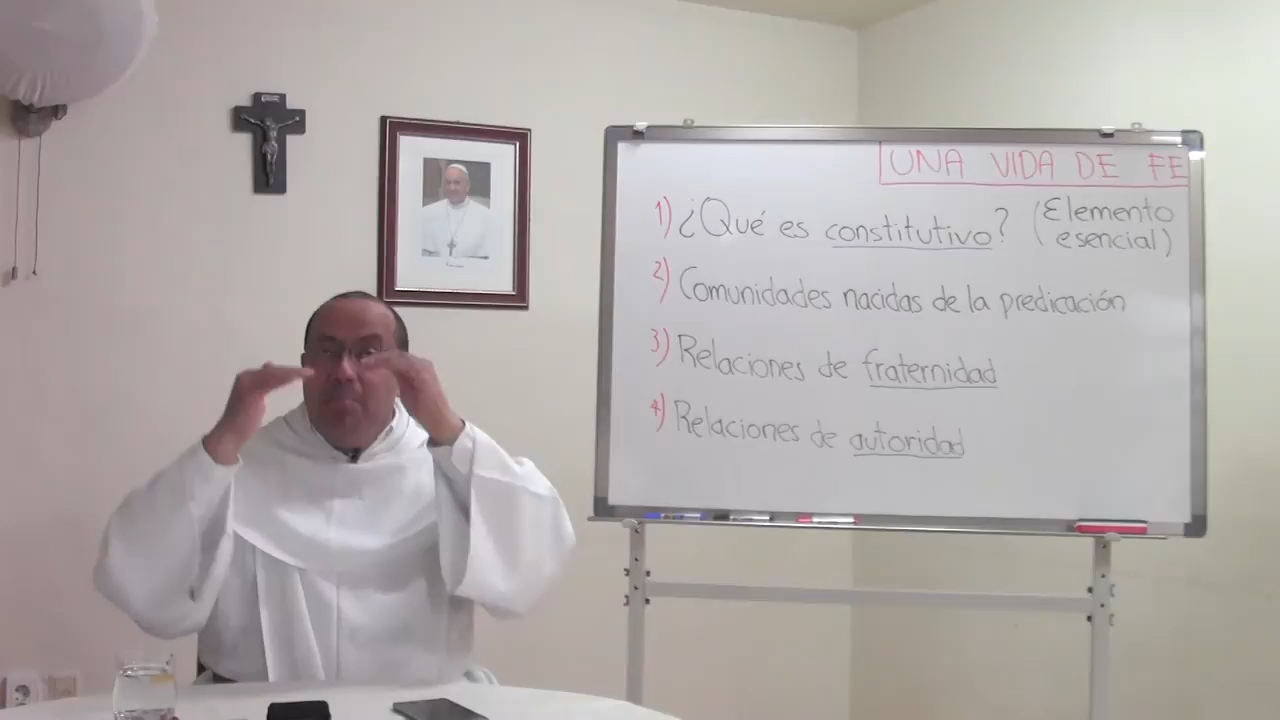 UNA VIDA DE FE
1) ¿Qué es constitutivo? (Elemento
esencial)
2) Comunidades nacidas de la predicación
3) Relaciones de fraternidad
4) Relaciones de autoridad